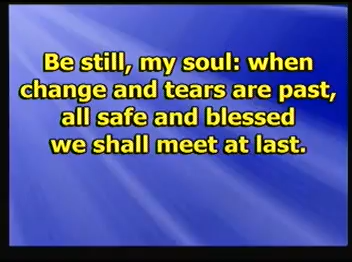 Be still, my soul: when
change and tears are past,
all safe and blessed
we shall meet at last.